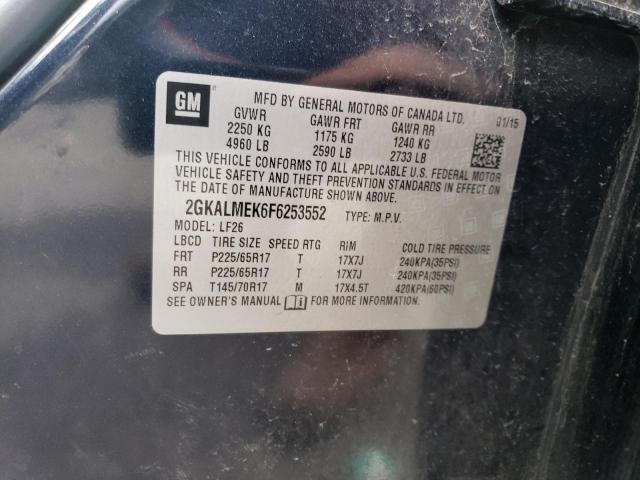 GM
MFD BY GENERAL MOTORS OF CANADA LTD. 01/15
GVWR GAWR FRT GAWR RR
2250 KG 1175 KG 1240 KG
4960 LB 2590 LB 2733 LB
THIS VEHICLE CONFORMS TO ALL APPLICABLE U.S. FEDERAL MOTOR
VEHICLE SAFETY AND THEFT PREVENTION STANDARDS IN EFFECT ON
THE DATE OF MANUFACTURE SHOWN ABOVE.
2GKALMEK6F6253552 TYPE: M.P.V.
MODEL: LF26
LBCD TIRE SIZE SPEED RTG RIM COLD TIRE PRESSURE
FRT P225/65R17 T 17X7J 240KPA(35PSI)
RR P225/65R17 T 17X7J 240KPA(35PSI)
SPA T145/70R17 M 17X4.5T 420KPA(60PSI)
SEE OWNER'S MANUAL FOR MORE INFORMATION